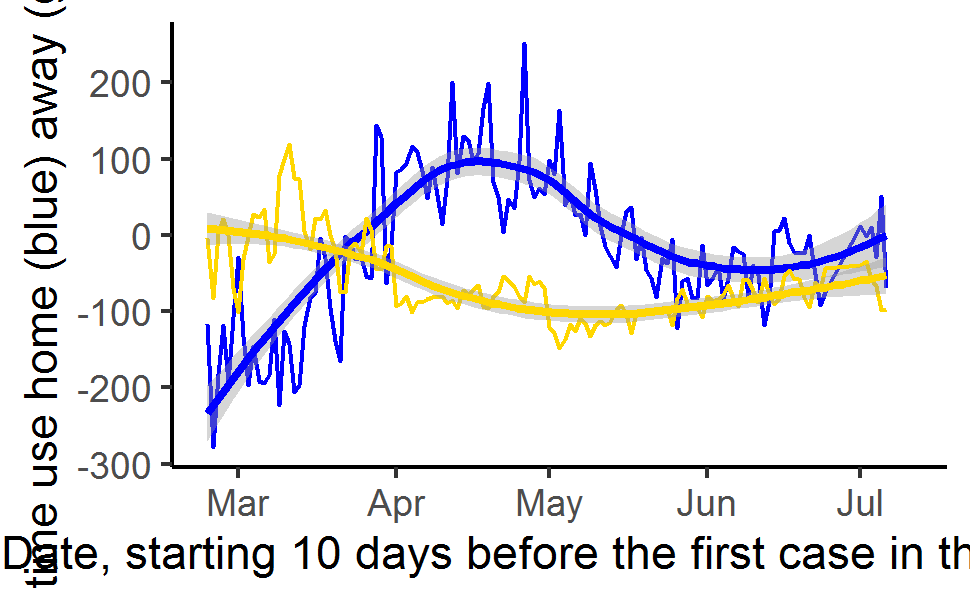 time use home (blue) away (
200
100
0
-100
-200
-300
Mar Apr May Jun Jul
Date, starting 10 days before the first case in th